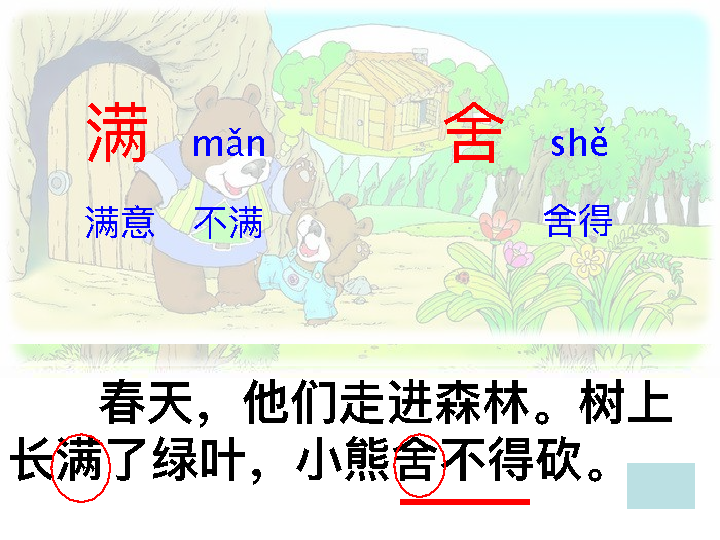 满 mǎn 舍 shě
满意 不满 舍得
春天，他们走进森林。树上
长满了绿叶，小熊舍不得砍。